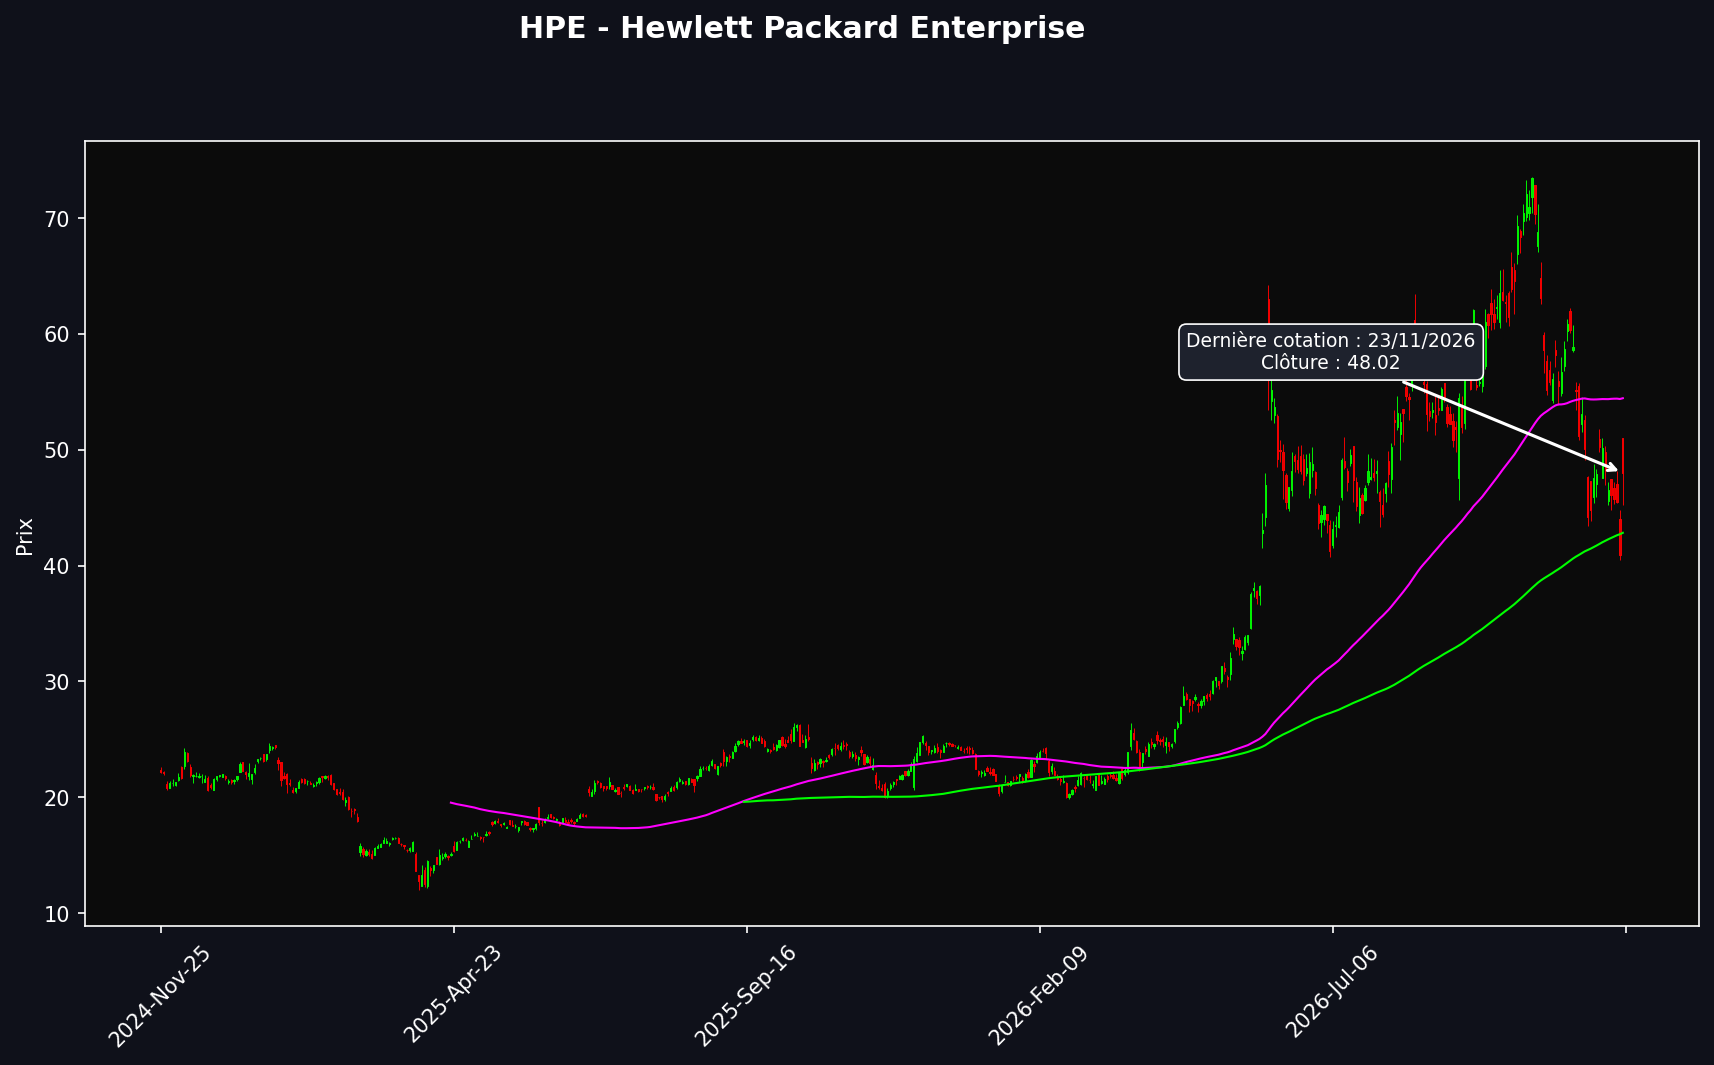 HPE - Hewlett Packard Enterprise
Prix
70
60
50
40
30
20
10
Dernière cotation : 23/11/2026
Clôture : 48.02
2024-Nov-25
2025-Apr-23
2025-Sep-16
2026-Feb-09
2026-Jul-06